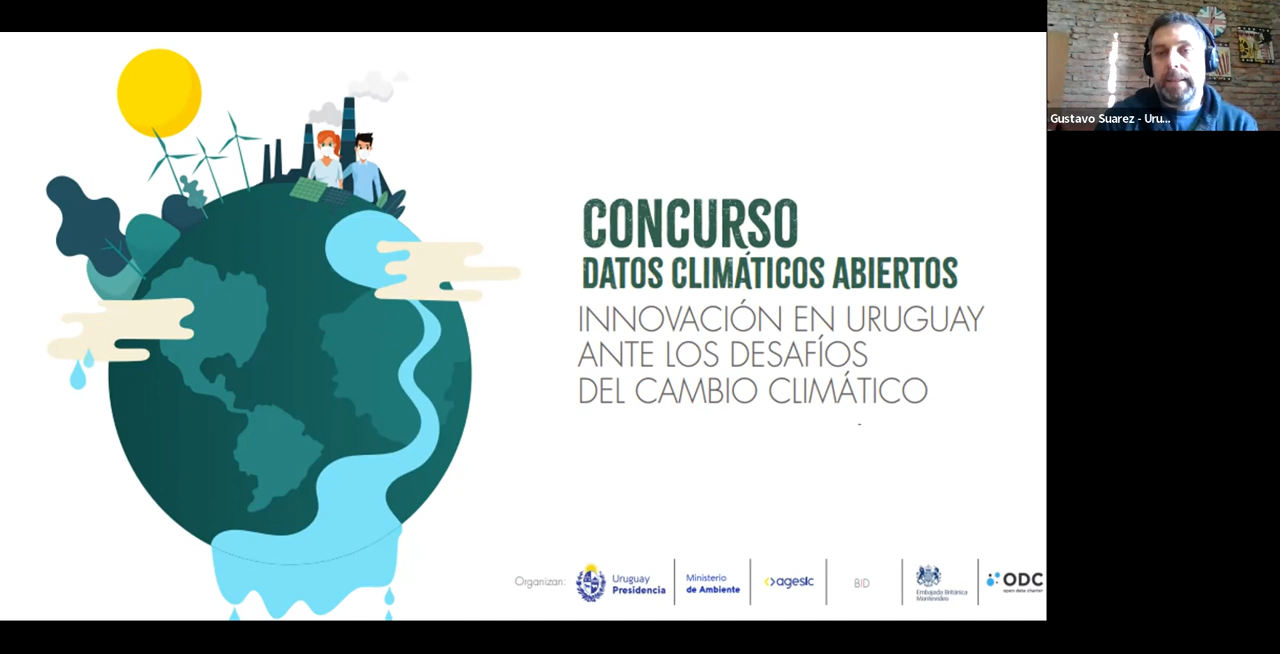 Gustavo Suarez - Uru...
CONCURSO
DATOS CLIMÁTICOS ABIERTOS
INNOVACIÓN EN URUGUAY
ANTE LOS DESAFÍOS
DEL CAMBIO CLIMÁTICO
-
Organizan:
Uruguay
Presidencia
Ministerio
de Ambiente
agesic
BID
Embajada Británica
Montevideo
ODC
open data charter